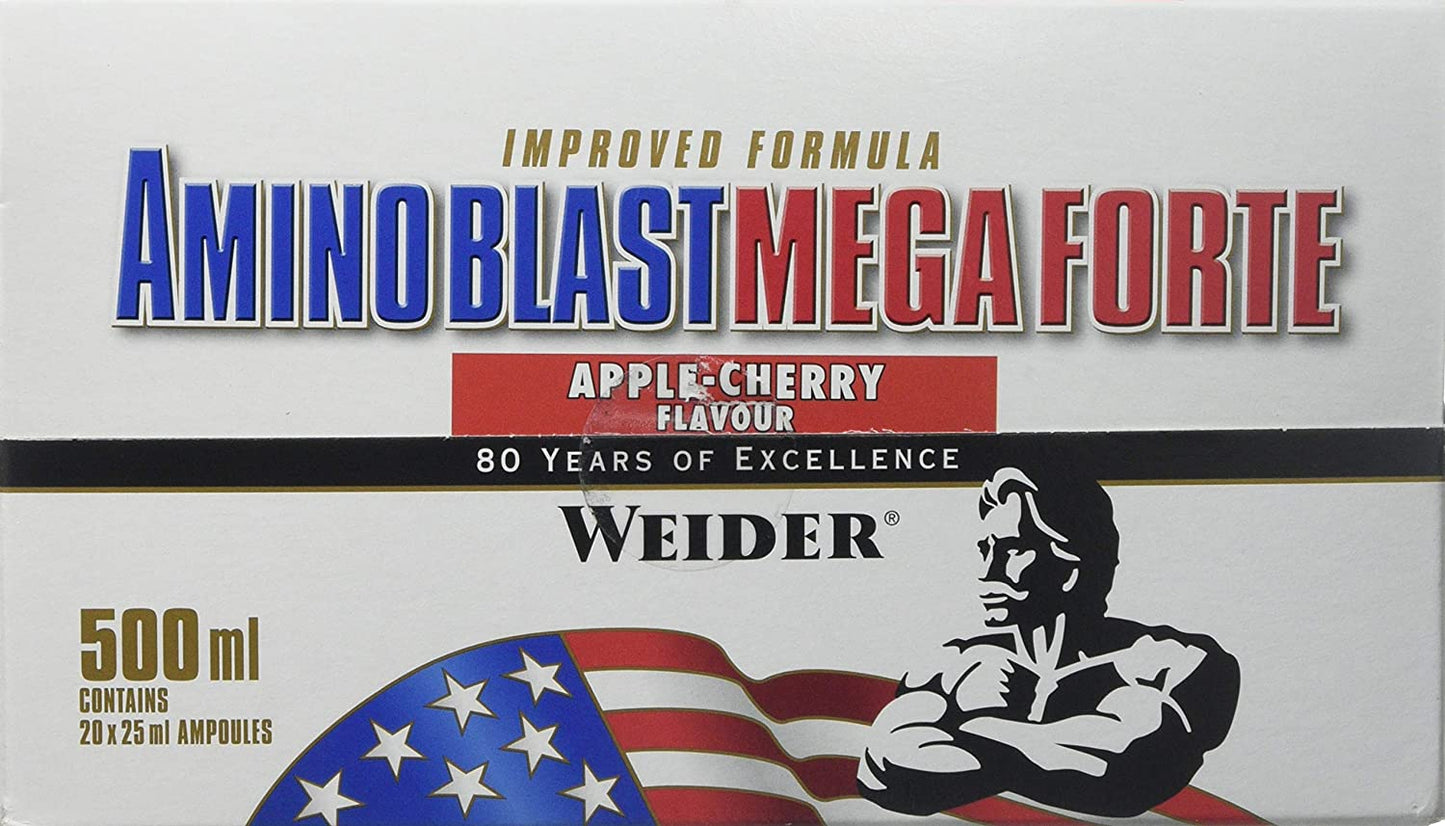 IMPROVED FORMULA
AMINO BLAST MEGA FORTE
APPLE-CHERRY
FLAVOUR
80 YEARS OF EXCELLENCE
WEIDER®
500 ml
CONTAINS
20 x 25 ml AMPOULES